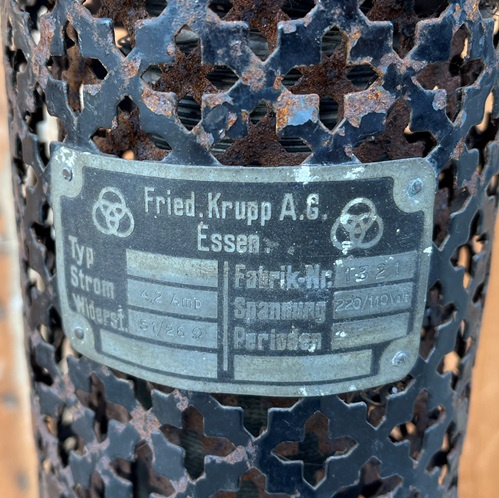 Fried. Krupp A.G.
Essen.
Typ
Strom 4,2 Amp
Widerst.
Fabrik-Nr.
Spannung 220/110
Perioden